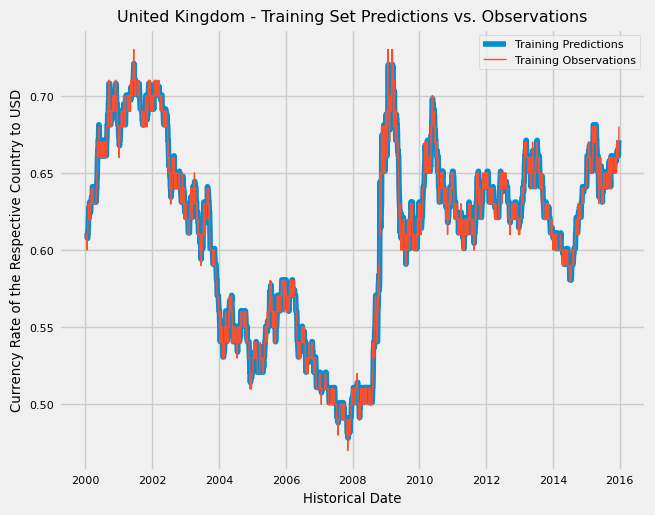 United Kingdom - Training Set Predictions vs. Observations
Training Predictions
Training Observations
Currency Rate of the Respective Country to USD
0.70
0.65
0.60
0.55
0.50
2000 2002 2004 2006 2008 2010 2012 2014 2016
Historical Date